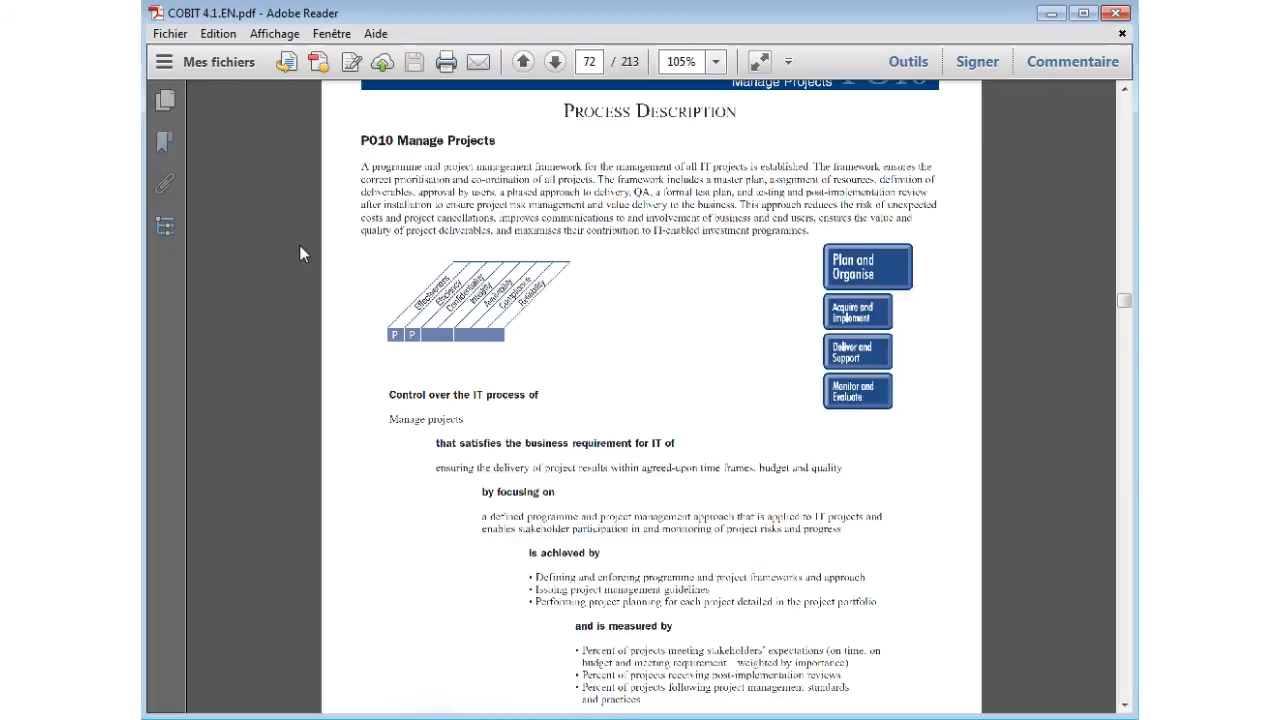 COBIT 4.1.EN.pdf - Adobe Reader
Fichier Edition Affichage Fenêtre Aide
Mes fichiers 72 / 213 105% Outils Signer Commentaire
Manage Projects PO10
PROCESS DESCRIPTION
PO10 Manage Projects
A programme and project management framework for the management of all IT projects is established. The framework ensures the
correct prioritisation and co-ordination of all projects. The framework includes a master plan, assignment of resources, definition of
deliverables, approval by users, a phased approach to delivery, QA, a formal test plan, and testing and post-implementation review
after installation to ensure project risk management and value delivery to the business. This approach reduces the risk of unexpected
costs and project cancellations, improves communications to and involvement of business and end users, ensures the value and
quality of project deliverables, and maximises their contribution to IT-enabled investment programmes.
Effectiveness
Efficiency
Confidentiality
Integrity
Availability
Compliance
Reliability
P P
Plan and
Organise
Acquire and
Implement
Deliver and
Support
Monitor and
Evaluate
Control over the IT process of
Manage projects
that satisfies the business requirement for IT of
ensuring the delivery of project results within agreed-upon time frames, budget and quality
by focusing on
a defined programme and project management approach that is applied to IT projects and
enables stakeholder participation in and monitoring of project risks and progress
is achieved by
• Defining and enforcing programme and project frameworks and approach
• Issuing project management guidelines
• Performing project planning for each project detailed in the project portfolio
and is measured by
• Percent of projects meeting stakeholders' expectations (on time, on
budget and meeting requirement weighted by importance)
• Percent of projects receiving post-implementation reviews
• Percent of projects following project management standards
and practices